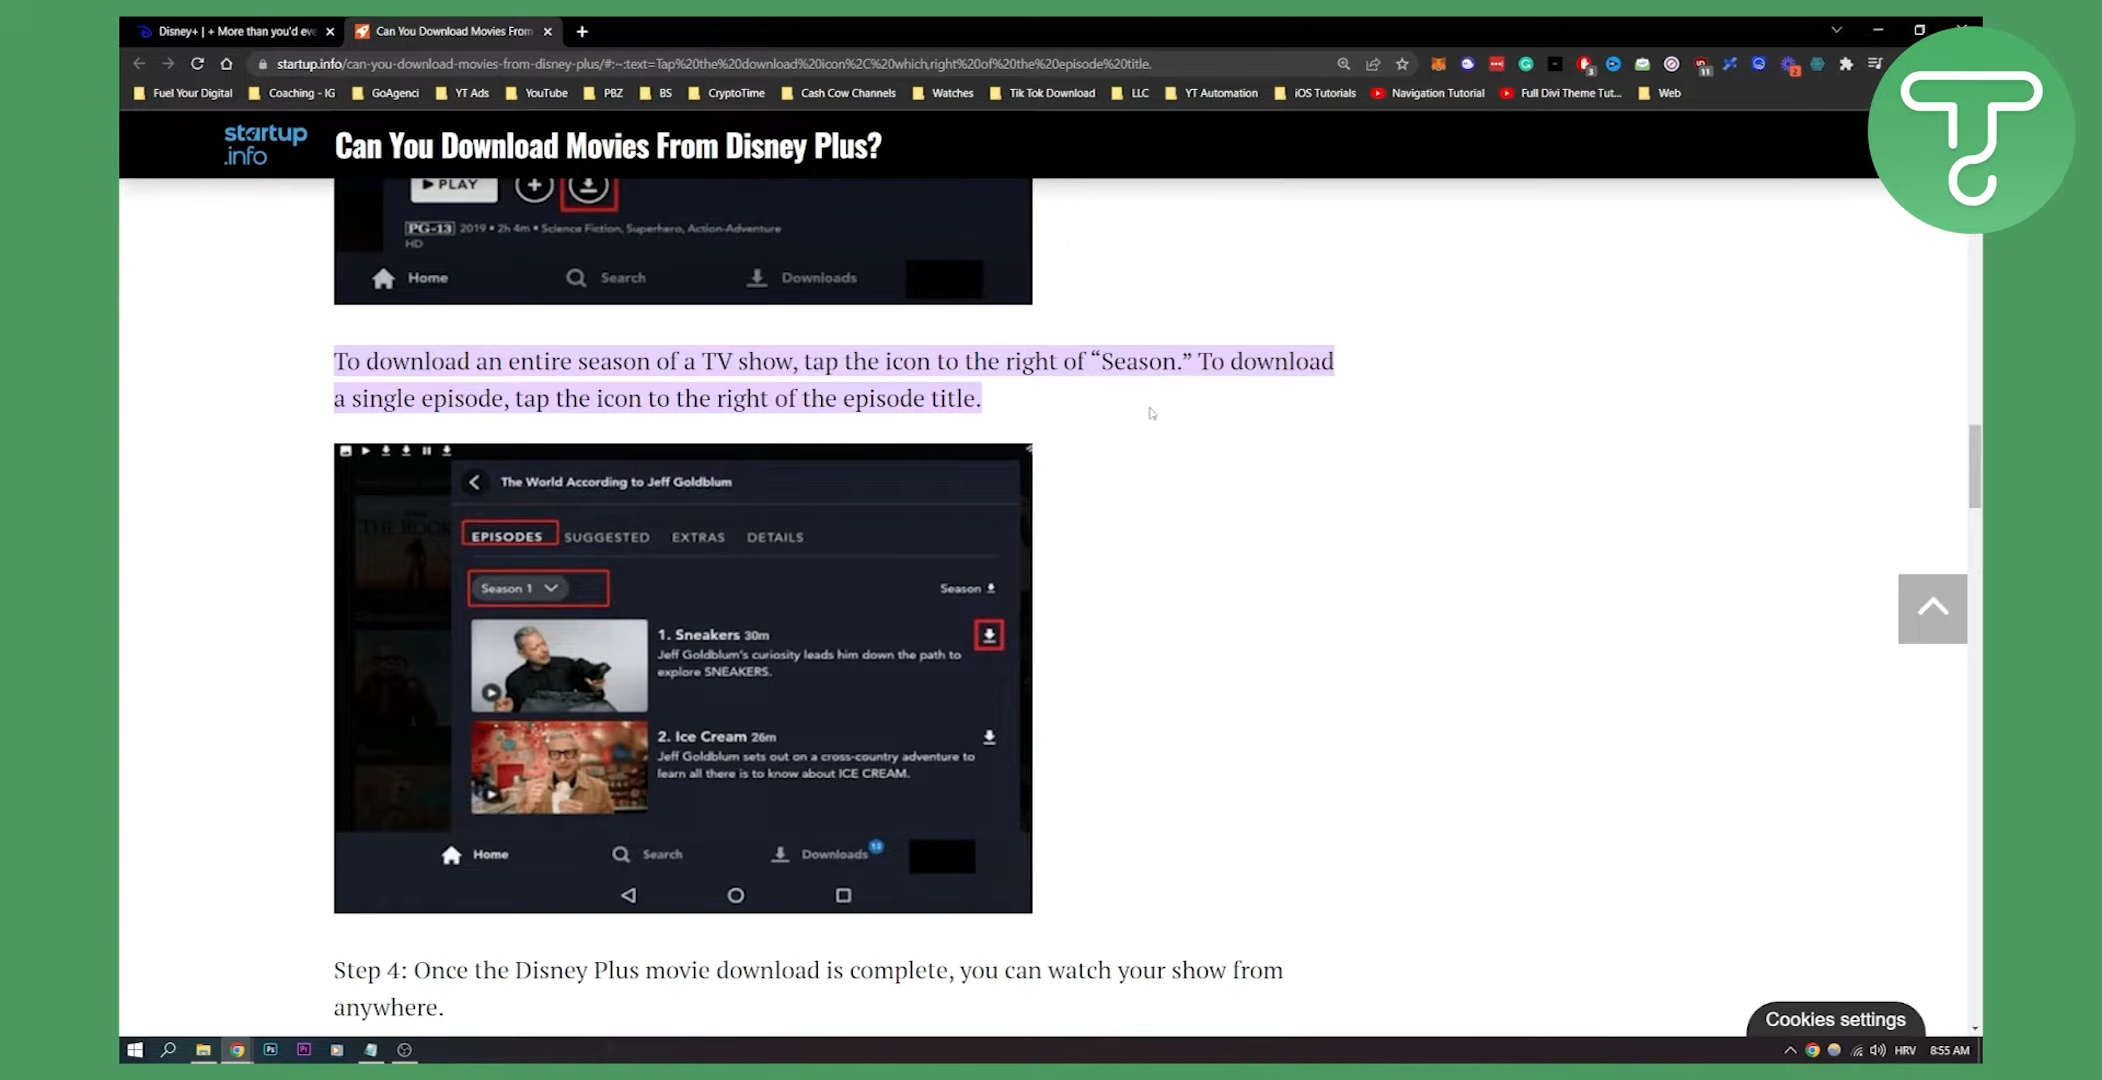 Disney+ | + More than you'd eve
Can You Download Movies From
startup.info/can-you-download-movies-from-disney-plus/#:~:text=Tap%20the%20download%20icon%2C%20which,right%20of%20the%20episode%20title.
Fuel Your Digital
Coaching - IG
GoAgenci
YT Ads
YouTube
PBZ
BS
CryptoTime
Cash Cow Channels
Watches
Tik Tok Download
LLC
YT Automation
iOS Tutorials
Navigation Tutorial
Full Divi Theme Tut...
Web
startup
.info
Can You Download Movies From Disney Plus?
PLAY
PG-13 2019 • 2h 4m • Science Fiction, Superhero, Action-Adventure
HD
Home
Search
Downloads
To download an entire season of a TV show, tap the icon to the right of “Season.” To download
a single episode, tap the icon to the right of the episode title.
The World According to Jeff Goldblum
EPISODES
SUGGESTED
EXTRAS
DETAILS
Season 1
Season
1. Sneakers 30m
Jeff Goldblum's curiosity leads him down the path to
explore SNEAKERS.
2. Ice Cream 26m
Jeff Goldblum sets out on a cross-country adventure to
learn all there is to know about ICE CREAM.
Home
Search
Downloads
Step 4: Once the Disney Plus movie download is complete, you can watch your show from
anywhere.
Cookies settings
HRV
8:55 AM